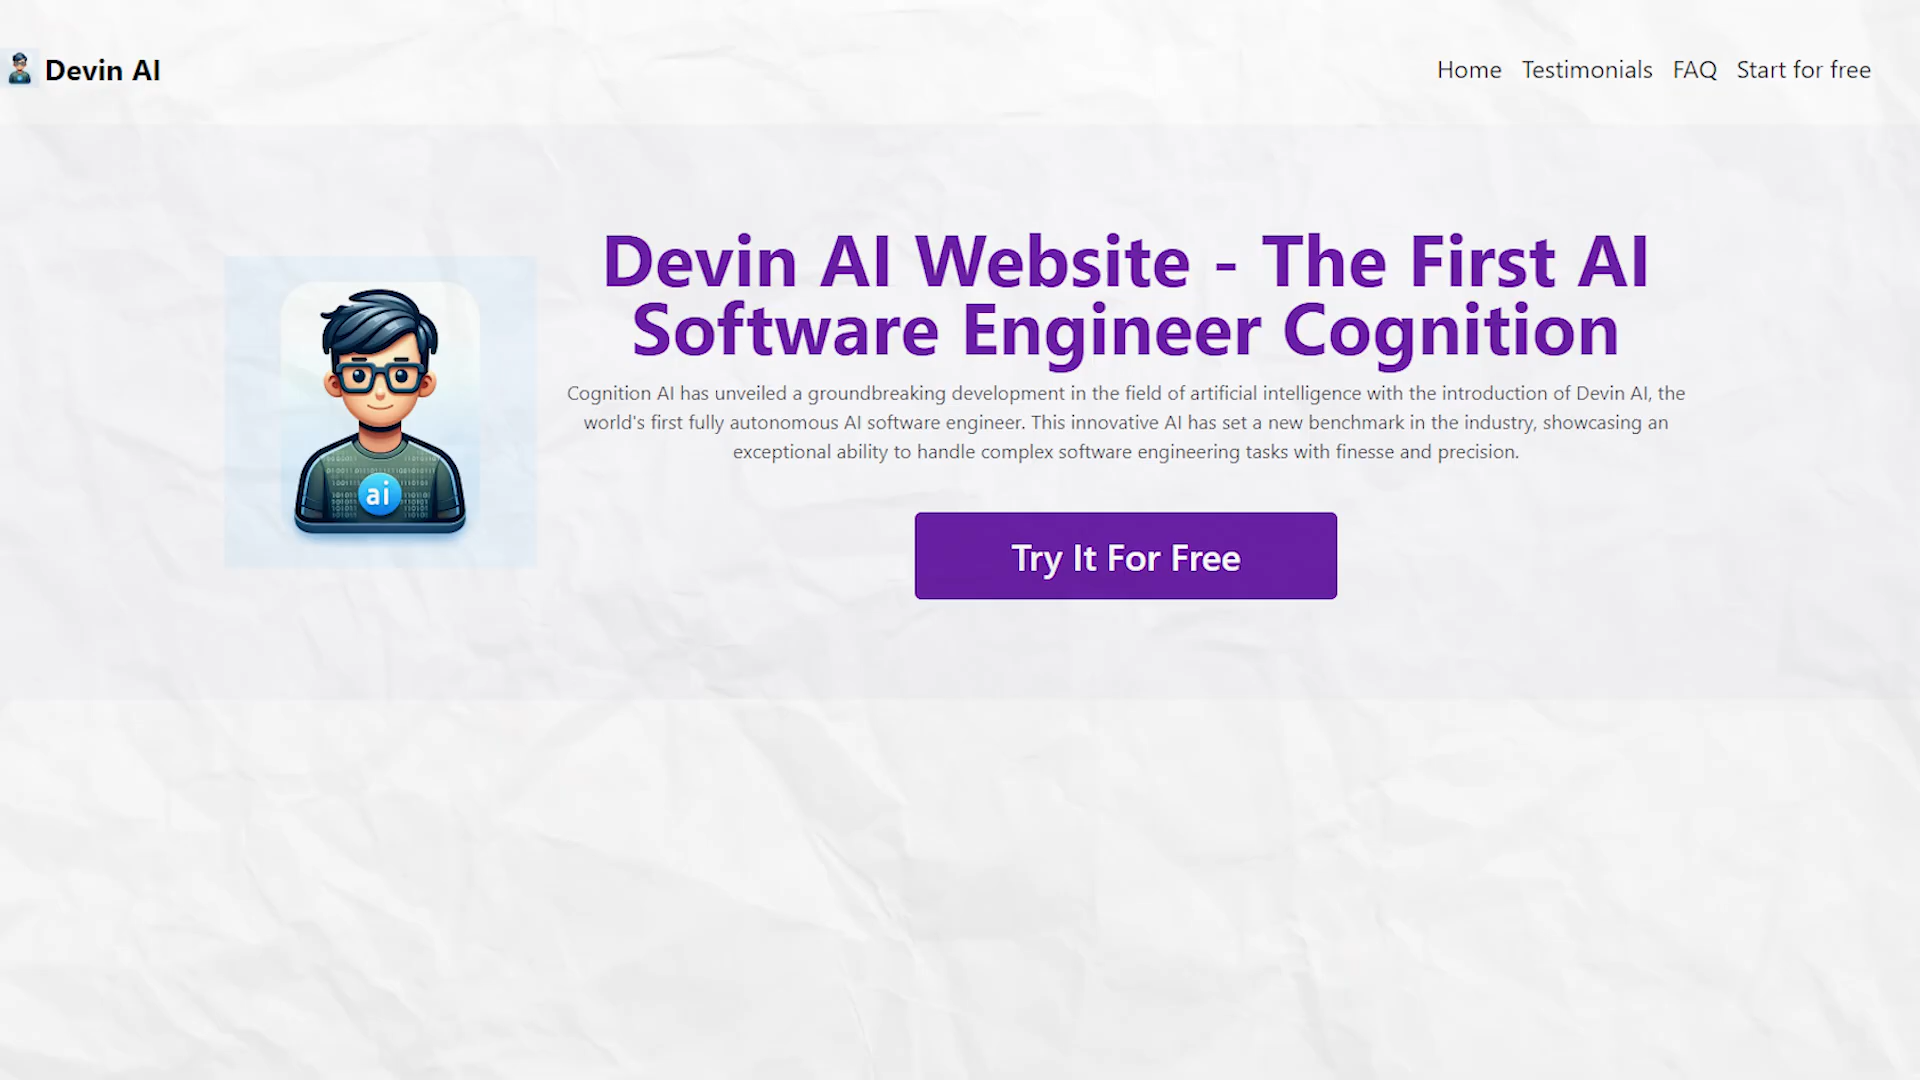 Devin AI
Home Testimonials FAQ Start for free
Devin AI Website - The First AI
Software Engineer Cognition
Cognition AI has unveiled a groundbreaking development in the field of artificial intelligence with the introduction of Devin AI, the
world's first fully autonomous AI software engineer. This innovative AI has set a new benchmark in the industry, showcasing an
exceptional ability to handle complex software engineering tasks with finesse and precision.
ai
Try It For Free